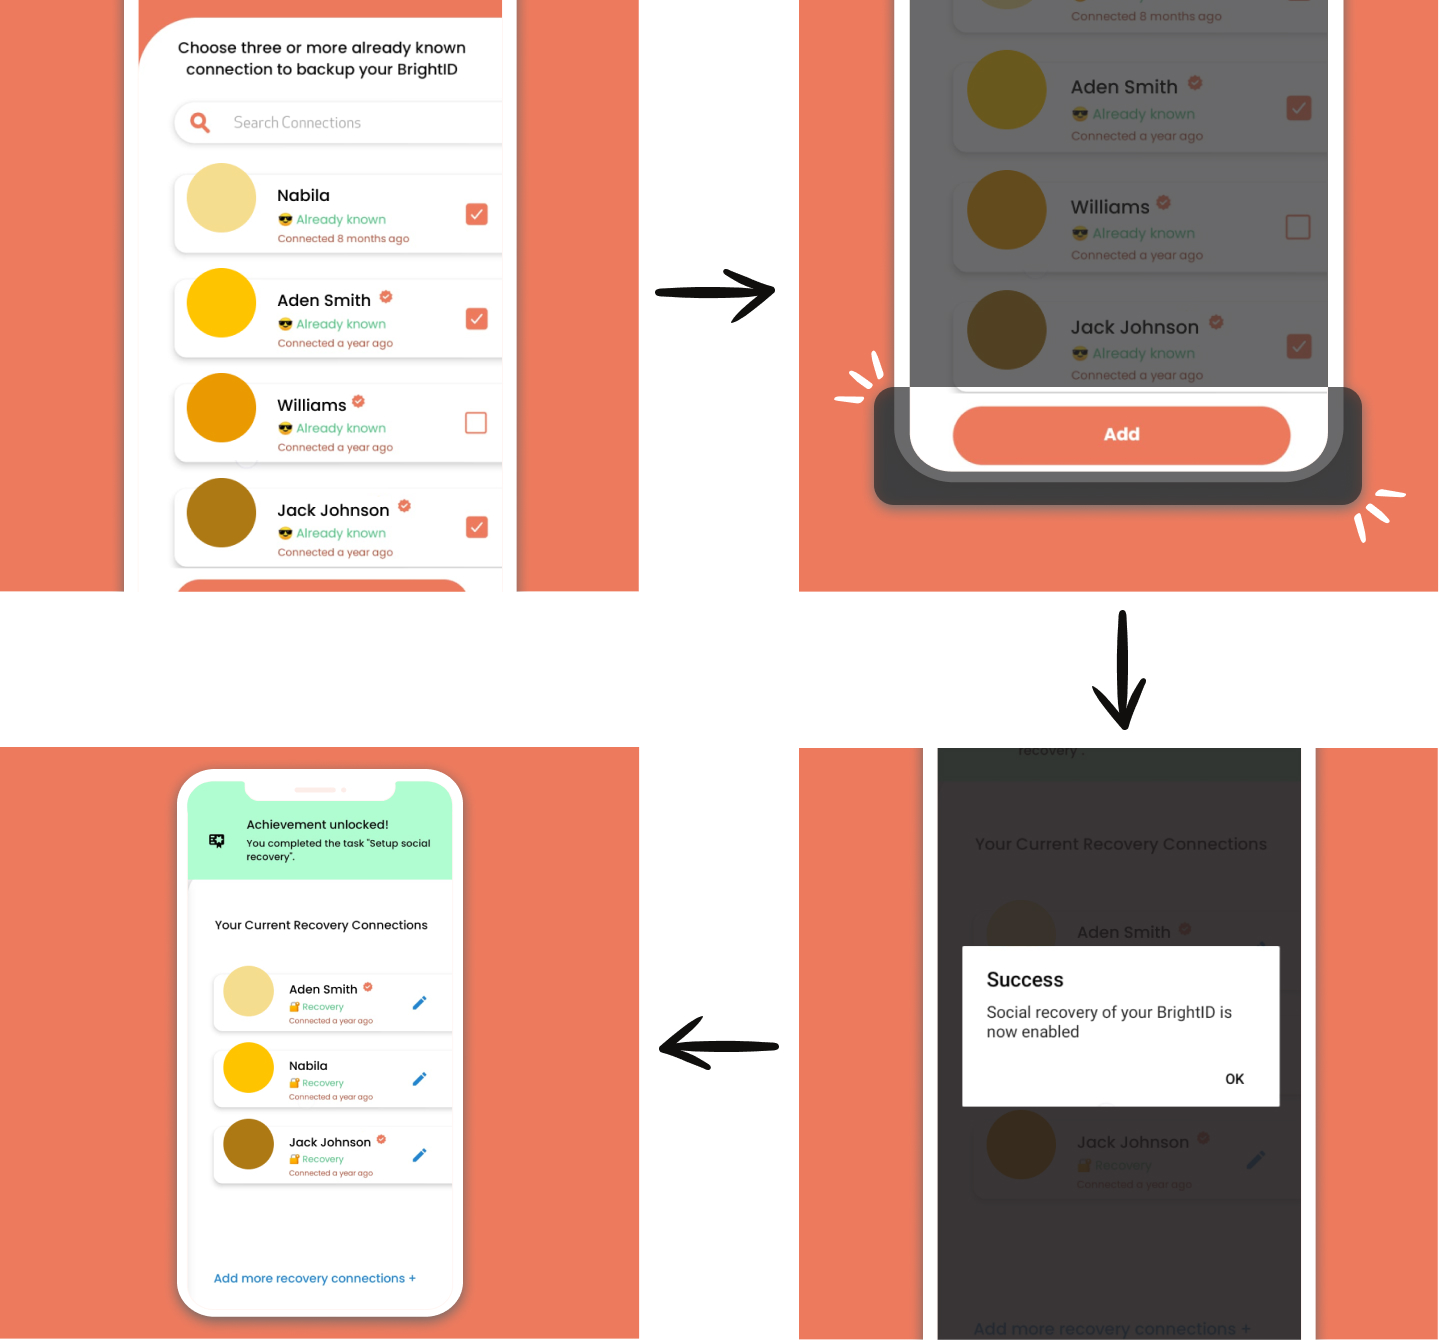 Choose three or more already known
connection to backup your BrightID
Search Connections
Nabila
Already known
Connected 8 months ago
Aden Smith
Already known
Connected a year ago
Williams
Already known
Connected a year ago
Jack Johnson
Already known
Connected a year ago
Connected 8 months ago
Aden Smith
Already known
Connected a year ago
Williams
Already known
Connected a year ago
Jack Johnson
Already known
Connected a year ago
Add
recovery".
Your Current Recovery Connections
Aden Smith
Success
Social recovery of your BrightID is
now enabled
OK
Jack Johnson
Recovery
Connected a year ago
Add more recovery connections +
Achievement unlocked!
You completed the task "Setup social
recovery".
Your Current Recovery Connections
Aden Smith
Recovery
Connected a year ago
Nabila
Recovery
Connected a year ago
Jack Johnson
Recovery
Connected a year ago
Add more recovery connections +